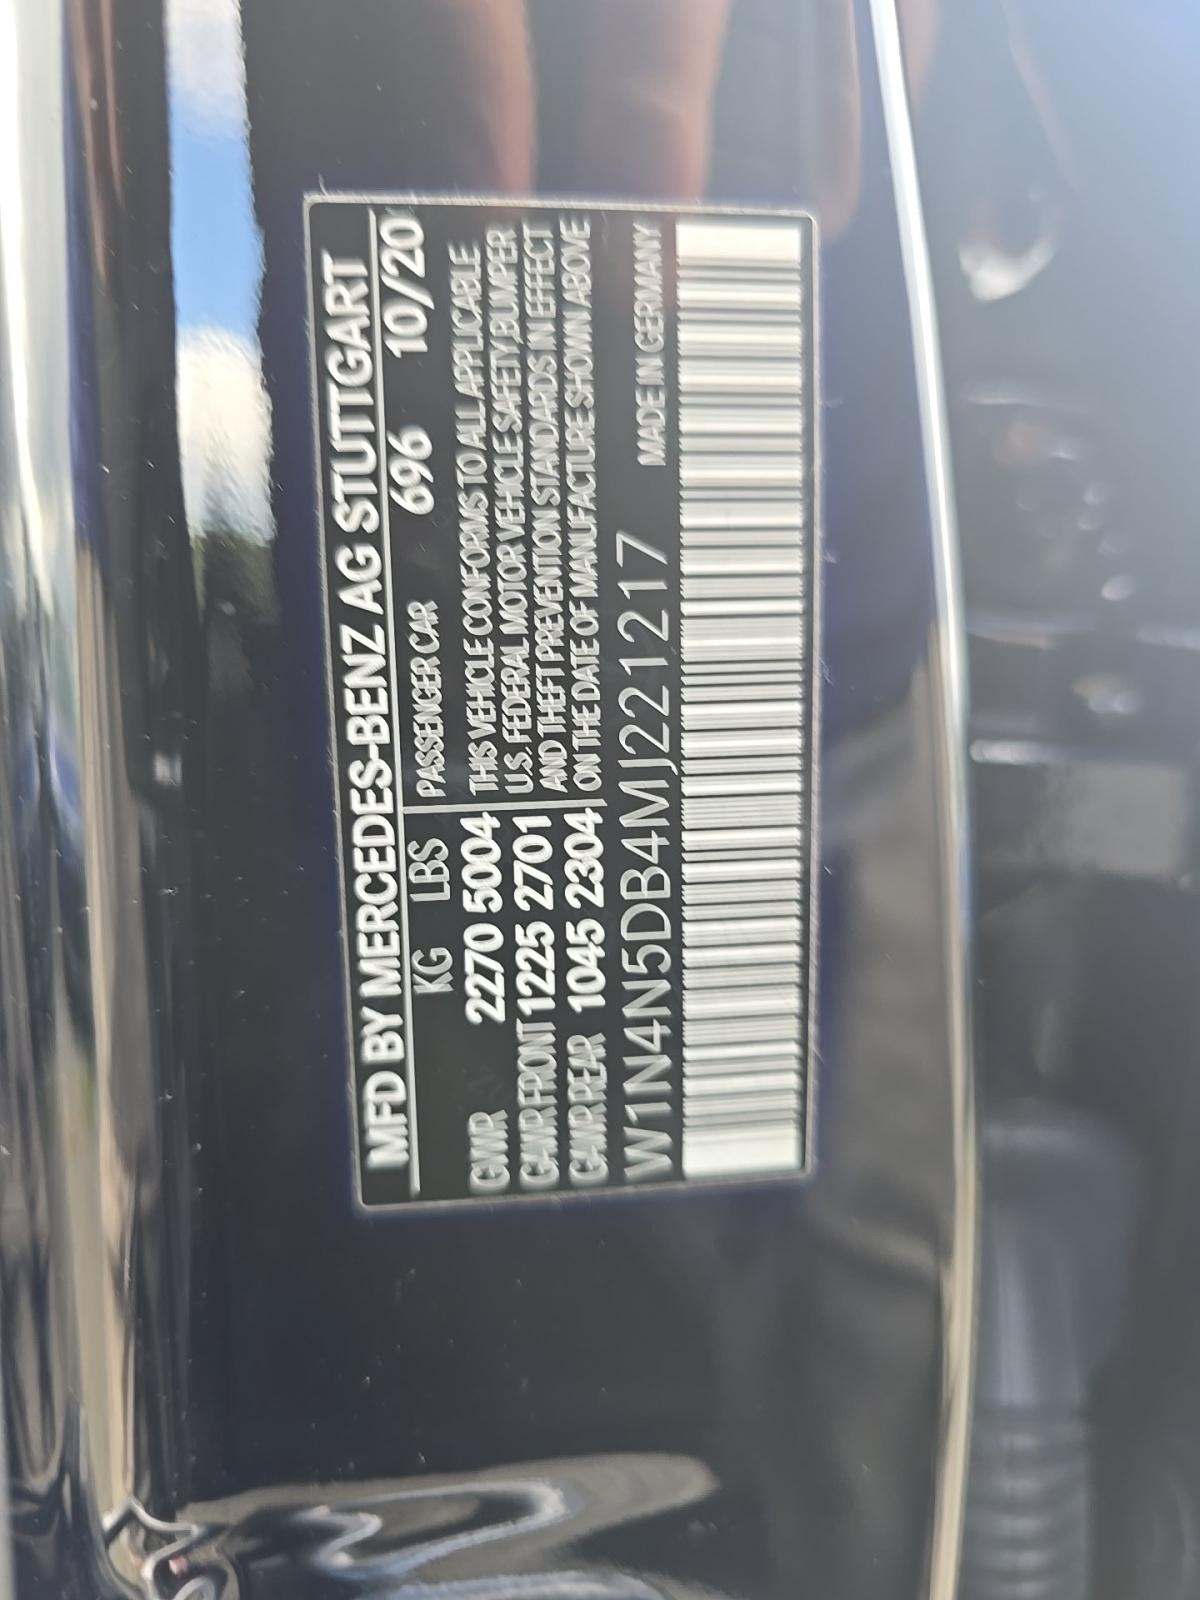 MFD BY MERCEDES-BENZ AG STUTTGART
KG LBS PASSENGER CAR 696 10/20
GVWR 2270 5004 THIS VEHICLE CONFORMS TO ALL APPLICABLE
GAWR FRONT 1225 2701 U.S. FEDERAL MOTOR VEHICLE SAFETY, BUMPER
GAWR REAR 1045 2304 AND THEFT PREVENTION STANDARDS IN EFFECT
ON THE DATE OF MANUFACTURE SHOWN ABOVE
W1N4N5DB4MJ221217 MADE IN GERMANY